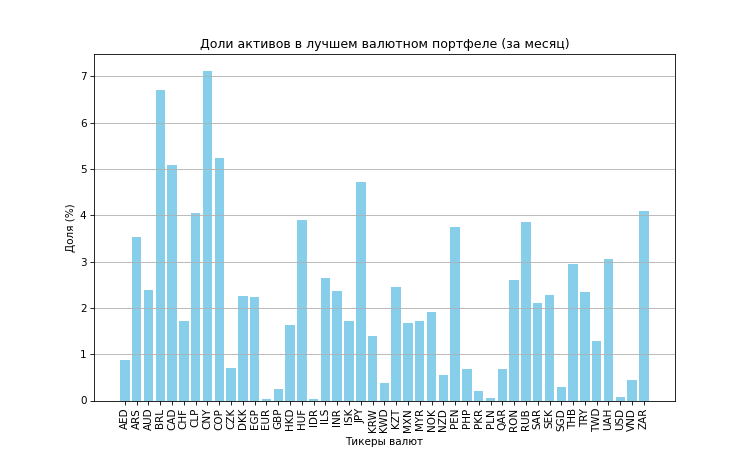 Доли активов в лучшем валютном портфеле (за месяц)
Доля (%)
7
6
5
4
3
2
1
0
AED ARS AUD BRL CAD CHF CLP CNY COP CZK DKK EGP EUR GBP HKD HUF IDR ILS INR ISK JPY KRW KWD KZT MXN MYR NOK NZD PEN PHP PKR PLN QAR RON RUB SAR SEK SGD THB TRY TWD UAH USD VND ZAR
Тикеры валют